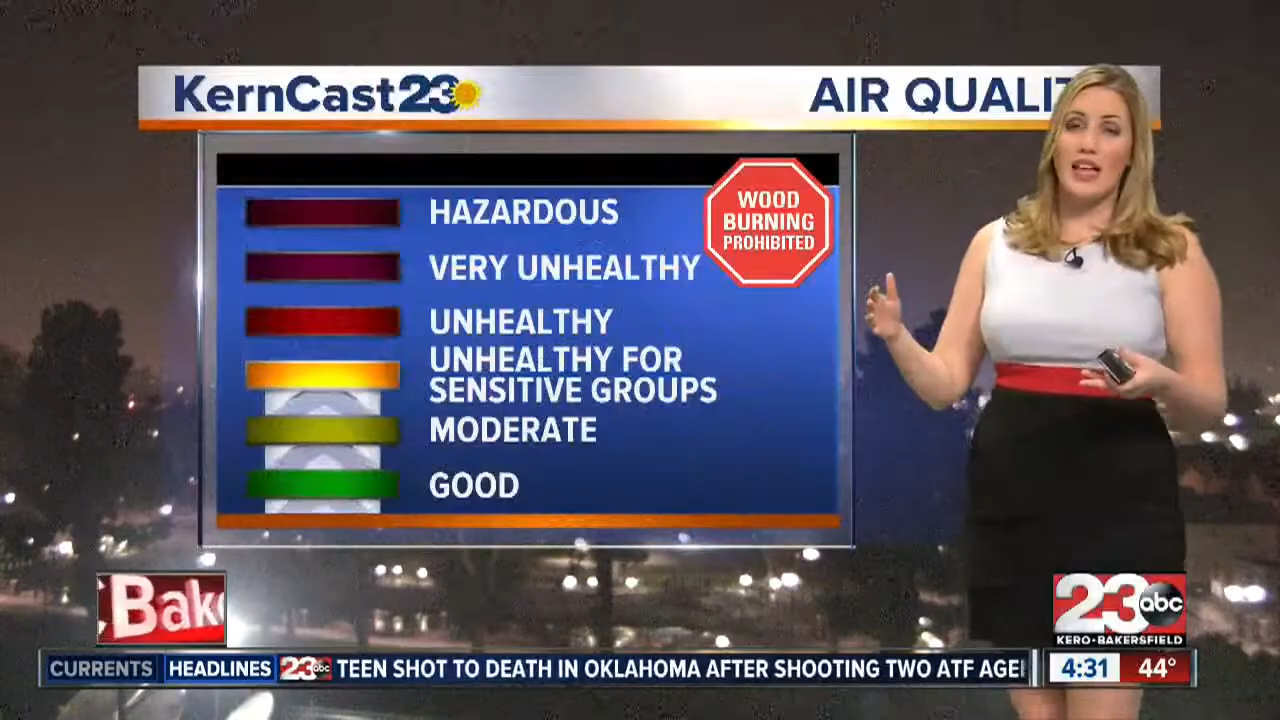 KernCast 23
AIR QUALIT
WOOD
BURNING
PROHIBITED
HAZARDOUS
VERY UNHEALTHY
UNHEALTHY
UNHEALTHY FOR
SENSITIVE GROUPS
MODERATE
GOOD
Bak
23 abc
KERO-BAKERSFIELD
CURRENTS HEADLINES 23 abc TEEN SHOT TO DEATH IN OKLAHOMA AFTER SHOOTING TWO ATF AGE
4:31 44°